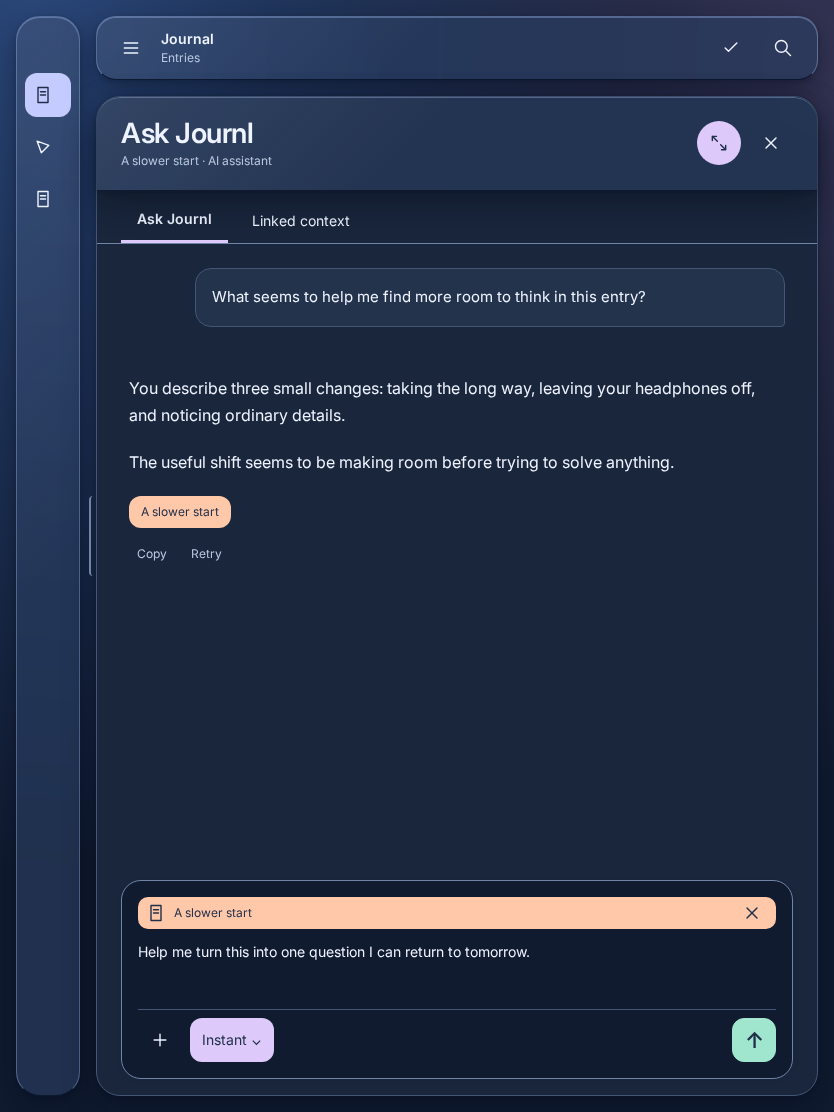 Journal
Entries
Ask Journl
A slower start · AI assistant
Ask Journl
Linked context
What seems to help me find more room to think in this entry?
You describe three small changes: taking the long way, leaving your headphones off,
and noticing ordinary details.
The useful shift seems to be making room before trying to solve anything.
A slower start
Copy
Retry
A slower start
Help me turn this into one question I can return to tomorrow.
Instant